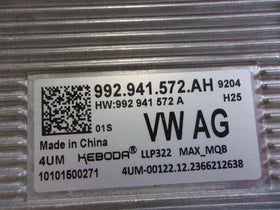 992.941.572.AH 9204
HW:992 941 572 A H25
01S
VW AG
Made in China
4UM KEBODA® LLP322 MAX_MQB
10101500271 4UM-00122.12.2366212638